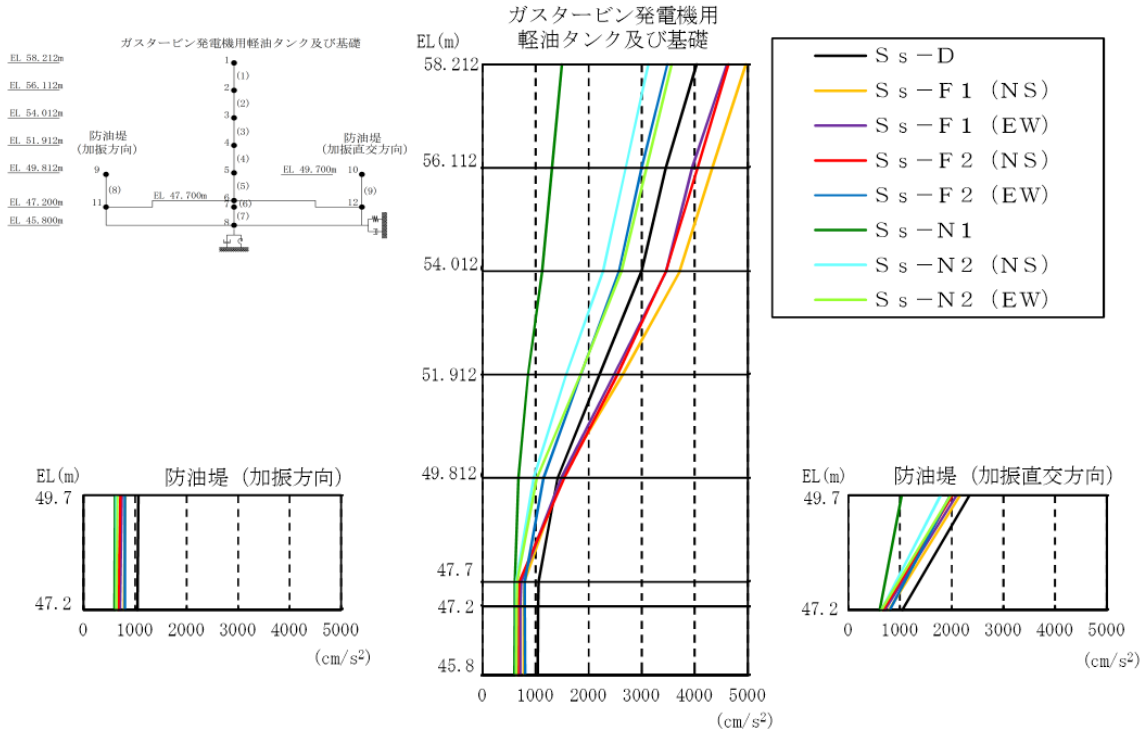 ガスタービン発電機用軽油タンク及び基礎
EL 58.212m
EL 56.112m
EL 54.012m
EL 51.912m
EL 49.812m
EL 47.200m
EL 45.800m
1
(1)
2
(2)
3
(3)
4
(4)
5
(5)
6
(6)
7
(7)
8
防油堤
(加振方向)
9
(8)
11
EL 47.700m
防油堤
(加振直交方向)
EL 49.700m
10
(9)
12
ガスタービン発電機用
軽油タンク及び基礎
EL(m)
58.212
56.112
54.012
51.912
49.812
47.7
47.2
45.8
0 1000 2000 3000 4000 5000
(cm/s²)
Ss-D
Ss-F1 (NS)
Ss-F1 (EW)
Ss-F2 (NS)
Ss-F2 (EW)
Ss-N1
Ss-N2 (NS)
Ss-N2 (EW)
EL(m)
防油堤 (加振方向)
49.7
47.2
0 1000 2000 3000 4000 5000
(cm/s²)
EL(m)
防油堤 (加振直交方向)
49.7
47.2
0 1000 2000 3000 4000 5000
(cm/s²)